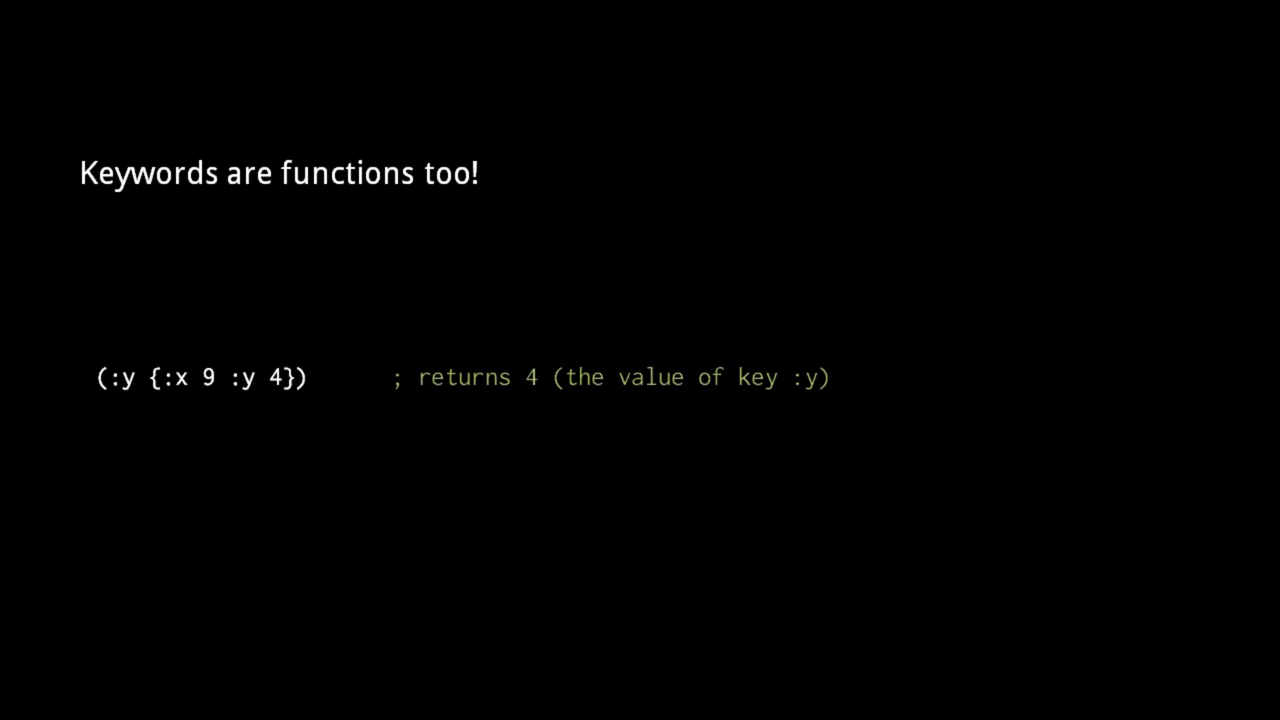 Keywords are functions too!
(:y {:x 9 :y 4}) ; returns 4 (the value of key :y)